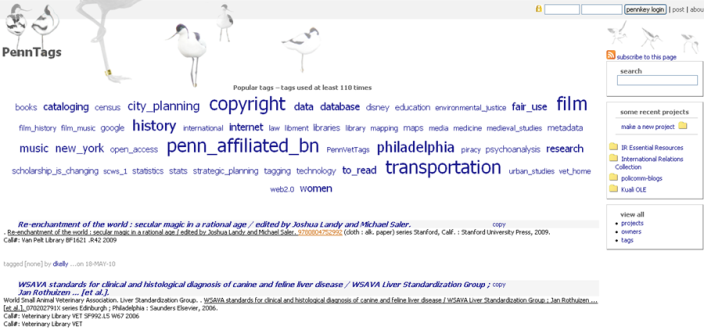 pennkey login | post | abou
PennTags
subscribe to this page
Popular tags -- tags used at least 110 times
search
books cataloging census city_planning copyright data database disney education environmental_justice fair_use film
film_history film_music google history international internet law libment libraries library mapping maps media medicine medieval_studies metadata
music new_york open_access penn_affiliated_bn PennVetTags philadelphia piracy psychoanalysis research
scholarship_is_changing scws_1 statistics stats strategic_planning tagging technology to_read transportation urban_studies vet_home
web2.0 women
some recent projects
make a new project
IR Essential Resources
International Relations
Collection
policomm-blogs
Kuali OLE
view all
projects
owners
tags
Re-enchantment of the world : secular magic in a rational age / edited by Joshua Landy and Michael Saler. copy
. Re-enchantment of the world : secular magic in a rational age / edited by Joshua Landy and Michael Saler. 9780804752992 (cloth : alk. paper) series Stanford, Calif. : Stanford University Press, 2009.
Call#: Van Pelt Library BF1621 .R42 2009
tagged [none] by dkelly ...on 10-MAY-10
WSAVA standards for clinical and histological diagnosis of canine and feline liver disease / WSAVA Liver Standardization Group ; copy
Jan Rothuizen ... [et al.].
World Small Animal Veterinary Association. Liver Standardization Group. . WSAVA standards for clinical and histological diagnosis of canine and feline liver disease / WSAVA Liver Standardization Group ; Jan Rothuizen ...
[et al.]. 070202791X series Edinburgh ; Philadelphia : Saunders Elsevier, 2006.
Call#: Veterinary Library VET SF992.L5 W67 2006
Call#: Veterinary Library VET